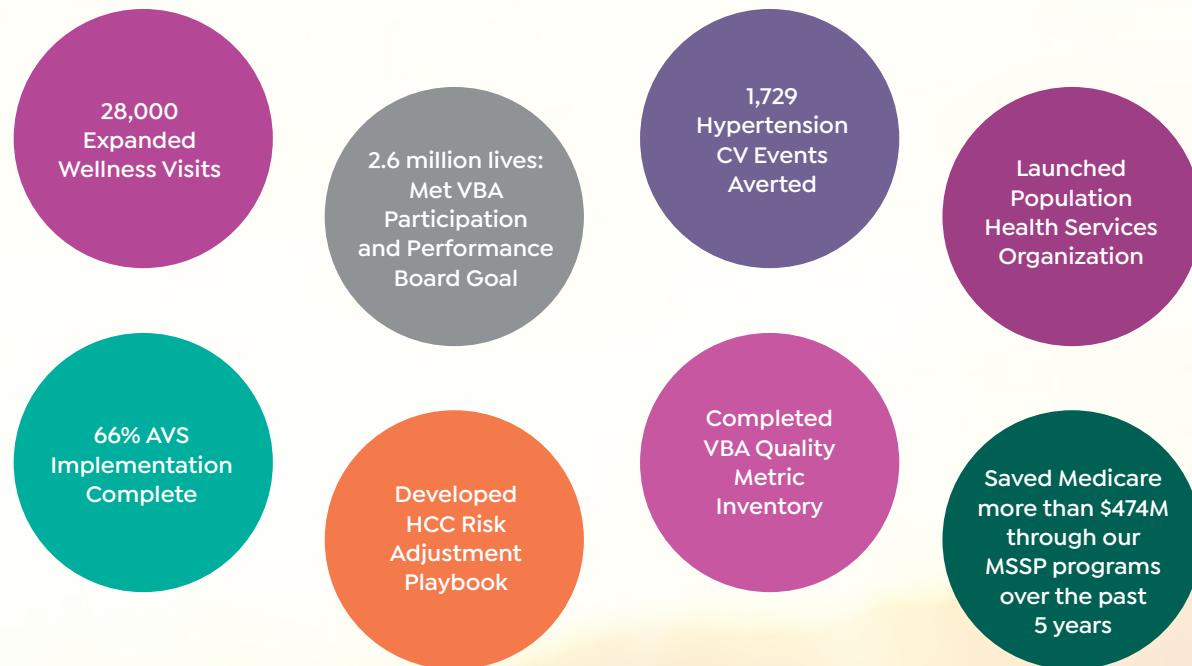 28,000
Expanded
Wellness Visits
2.6 million lives:
Met VBA
Participation
and Performance
Board Goal
1,729
Hypertension
CV Events
Averted
Launched
Population
Health Services
Organization
66% AVS
Implementation
Complete
Developed
HCC Risk
Adjustment
Playbook
Completed
VBA Quality
Metric
Inventory
Saved Medicare
more than $474M
through our
MSSP programs
over the past
5 years